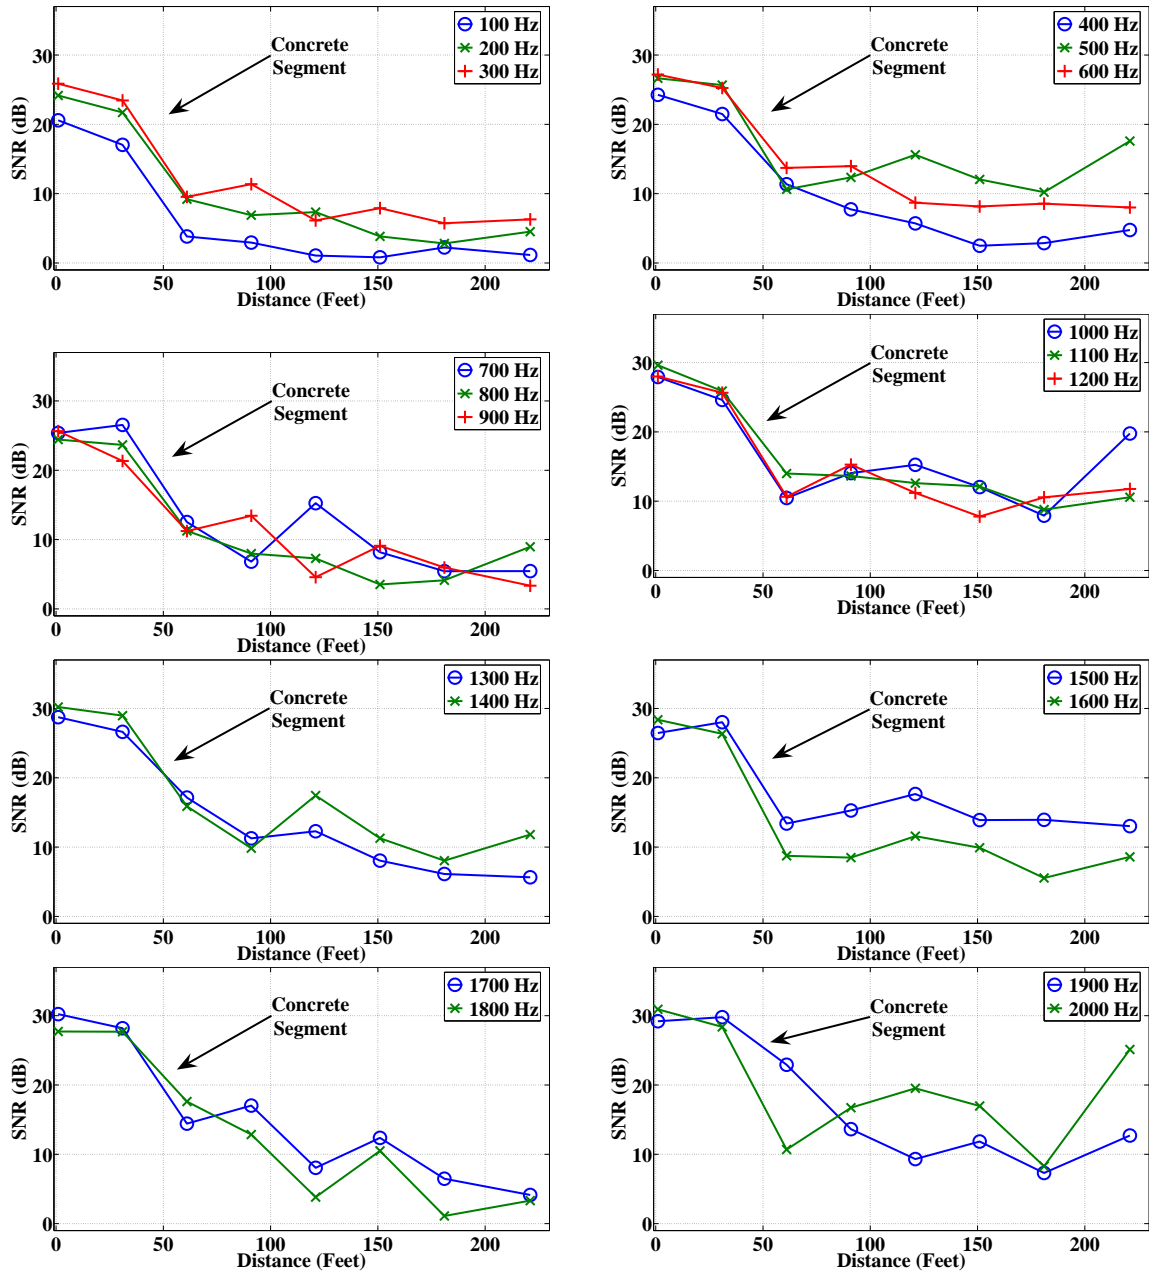 100 Hz
200 Hz
300 Hz
Concrete
Segment
30
20
10
0
SNR (dB)
0 50 100 150 200
Distance (Feet)
400 Hz
500 Hz
600 Hz
Concrete
Segment
30
20
10
0
SNR (dB)
0 50 100 150 200
Distance (Feet)
700 Hz
800 Hz
900 Hz
Concrete
Segment
30
20
10
0
SNR (dB)
0 50 100 150 200
Distance (Feet)
1000 Hz
1100 Hz
1200 Hz
Concrete
Segment
30
20
10
0
SNR (dB)
0 50 100 150 200
Distance (Feet)
1300 Hz
1400 Hz
Concrete
Segment
30
20
10
0
SNR (dB)
0 50 100 150 200
Distance (Feet)
1500 Hz
1600 Hz
Concrete
Segment
30
20
10
0
SNR (dB)
0 50 100 150 200
Distance (Feet)
1700 Hz
1800 Hz
Concrete
Segment
30
20
10
0
SNR (dB)
0 50 100 150 200
Distance (Feet)
1900 Hz
2000 Hz
Concrete
Segment
30
20
10
0
SNR (dB)
0 50 100 150 200
Distance (Feet)